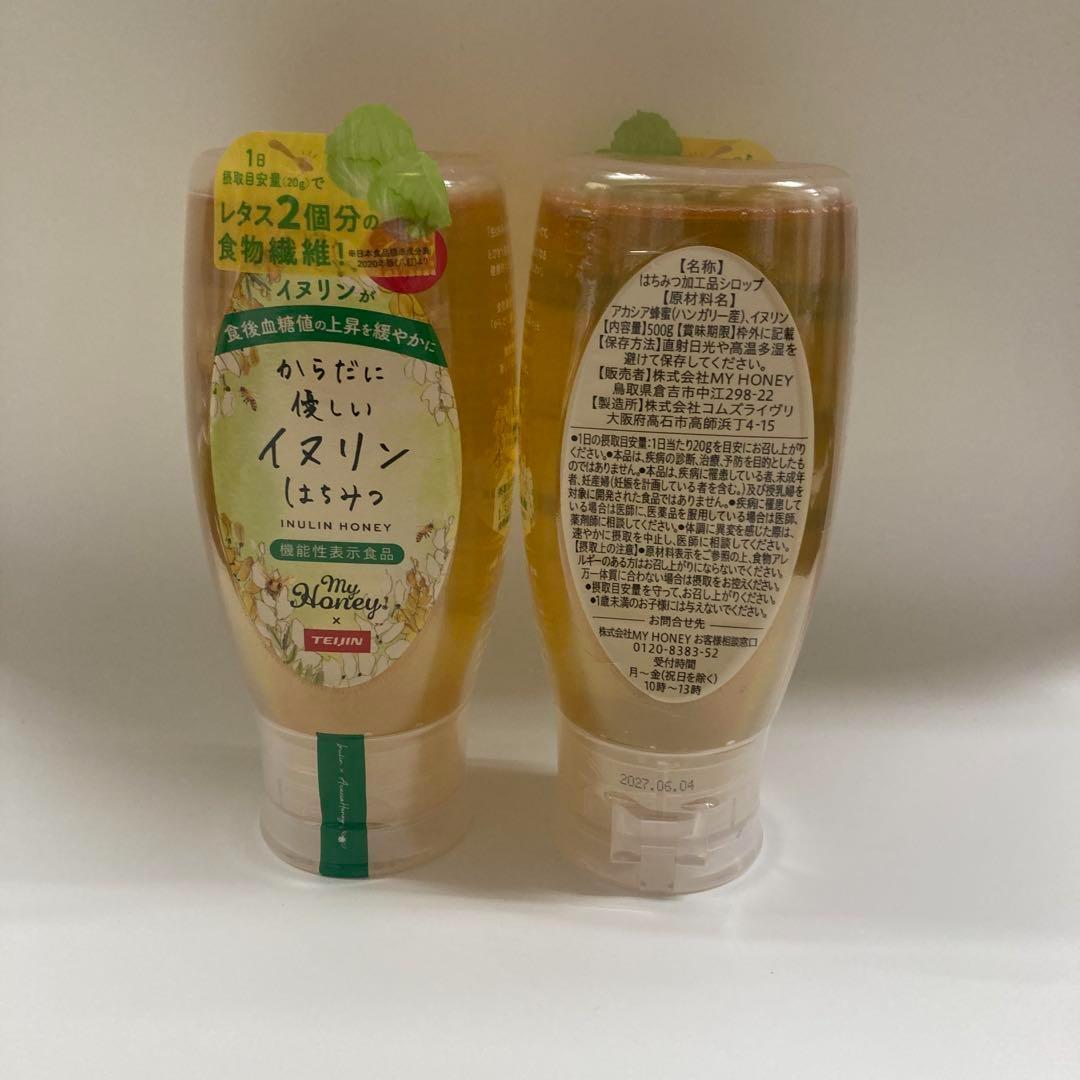 1日
摂取目安量(20g)で
レタス2個分の
食物繊維!
※日本食品標準成分表
2020年版(八訂)より
イヌリンが
食後血糖値の上昇を緩やかに
からだに
優しい
イヌリン
はちみつ
INULIN HONEY
機能性表示食品
My
Honey
×
TEIJIN
Inulin × Acacia Honey
【名称】
はちみつ加工品シロップ
【原材料名】
アカシア蜂蜜(ハンガリー産)、イヌリン
【内容量】500g【賞味期限】枠外に記載
【保存方法】直射日光や高温多湿を
避けて保存してください。
【販売者】株式会社MY HONEY
鳥取県倉吉市中江298-22
【製造所】株式会社コムズライヴリ
大阪府高石市高師浜丁4-15
●1日の摂取目安量:1日当たり20gを目安にお召し上がり
ください。●本品は、疾病の診断、治療、予防を目的としたも
のではありません。●本品は、疾病に罹患している者、未成年
者、妊産婦(妊娠を計画している者を含む。)及び授乳婦を
対象に開発された食品ではありません。●疾病に罹患して
いる場合は医師に、医薬品を服用している場合は医師、
薬剤師に相談してください。●体調に異変を感じた際は、
速やかに摂取を中止し、医師に相談してください。
【摂取上の注意】●原材料表示をご参照の上、食物アレ
ルギーのある方はお召し上がりにならないでください。
万一体質に合わない場合は摂取をお控えください。
●摂取目安量を守って、お召し上がりください。
●1歳未満のお子様には与えないでください。
お問合せ先
株式会社MY HONEY お客様相談窓口
0120-8383-52
受付時間
月〜金(祝日を除く)
10時〜13時
2027.06.04